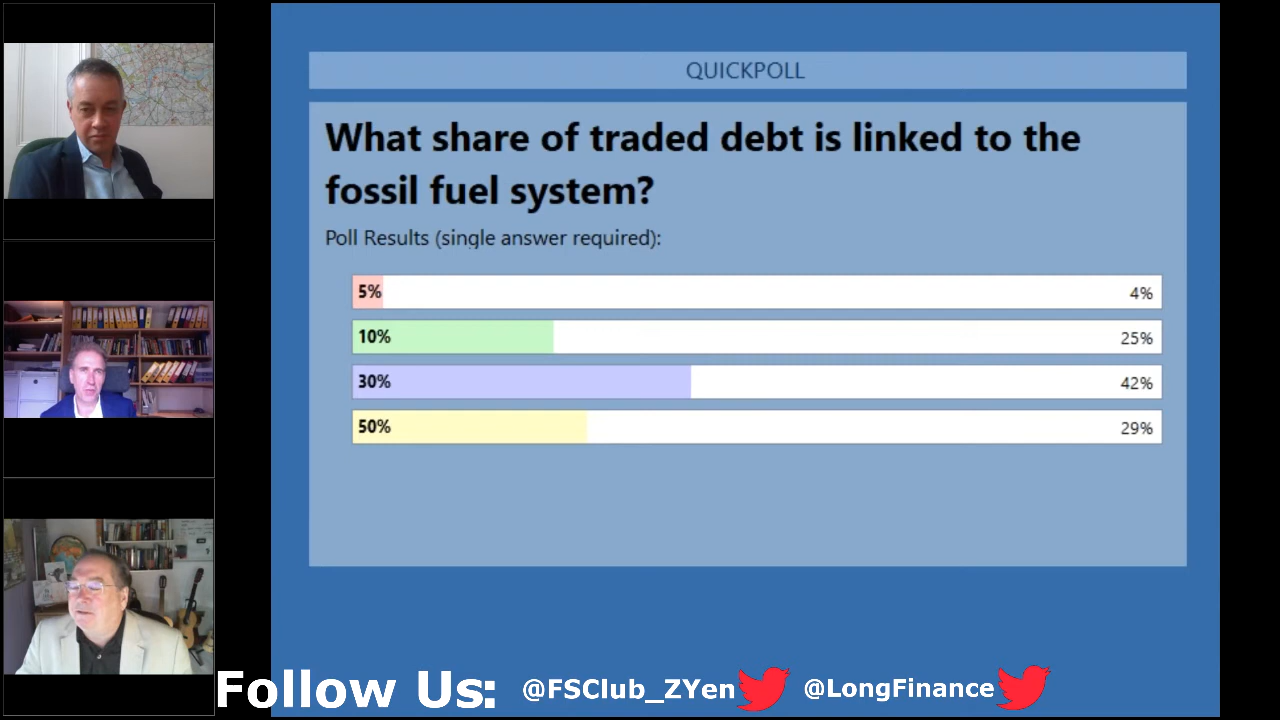 QUICKPOLL
What share of traded debt is linked to the
fossil fuel system?
Poll Results (single answer required):
5% 4%
10% 25%
30% 42%
50% 29%
Follow Us: @FSClub_ZYen @LongFinance